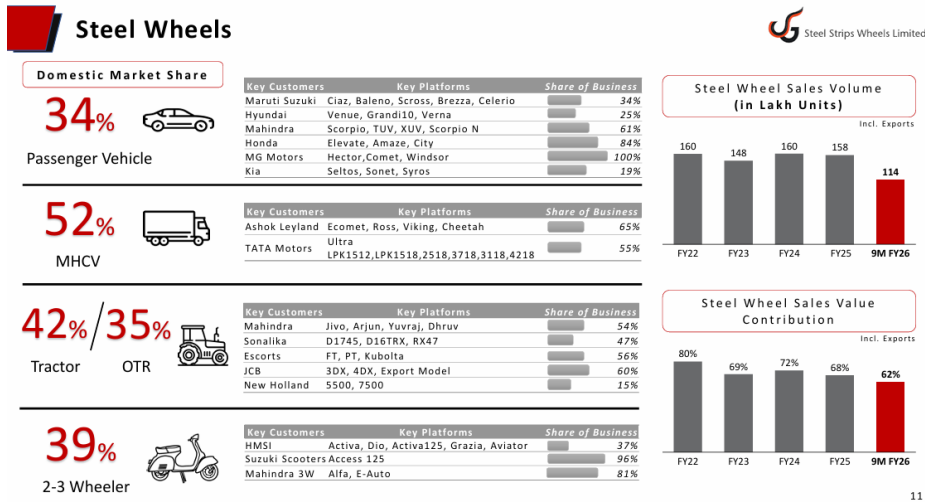 Steel Wheels
Steel Strips Wheels Limited
Domestic Market Share
34%
Passenger Vehicle
Key Customers Key Platforms Share of Business
Maruti Suzuki Ciaz, Baleno, Scross, Brezza, Celerio 34%
Hyundai Venue, Grandi10, Verna 25%
Mahindra Scorpio, TUV, XUV, Scorpio N 61%
Honda Elevate, Amaze, City 84%
MG Motors Hector,Comet, Windsor 100%
Kia Seltos, Sonet, Syros 19%
52%
MHCV
Key Customers Key Platforms Share of Business
Ashok Leyland Ecomet, Ross, Viking, Cheetah 65%
TATA Motors Ultra
LPK1512,LPK1518,2518,3718,3118,4218 55%
42% / 35%
Tractor OTR
Key Customers Key Platforms Share of Business
Mahindra Jivo, Arjun, Yuvraj, Dhruv 54%
Sonalika D1745, D16TRX, RX47 47%
Escorts FT, PT, Kubolta 56%
JCB 3DX, 4DX, Export Model 60%
New Holland 5500, 7500 15%
39%
2-3 Wheeler
Key Customers Key Platforms Share of Business
HMSI Activa, Dio, Activa125, Grazia, Aviator 37%
Suzuki Scooters Access 125 96%
Mahindra 3W Alfa, E-Auto 81%
Steel Wheel Sales Volume
(in Lakh Units)
Incl. Exports
160 148 160 158 114
FY22 FY23 FY24 FY25 9M FY26
Steel Wheel Sales Value
Contribution
Incl. Exports
80% 69% 72% 68% 62%
FY22 FY23 FY24 FY25 9M FY26
11